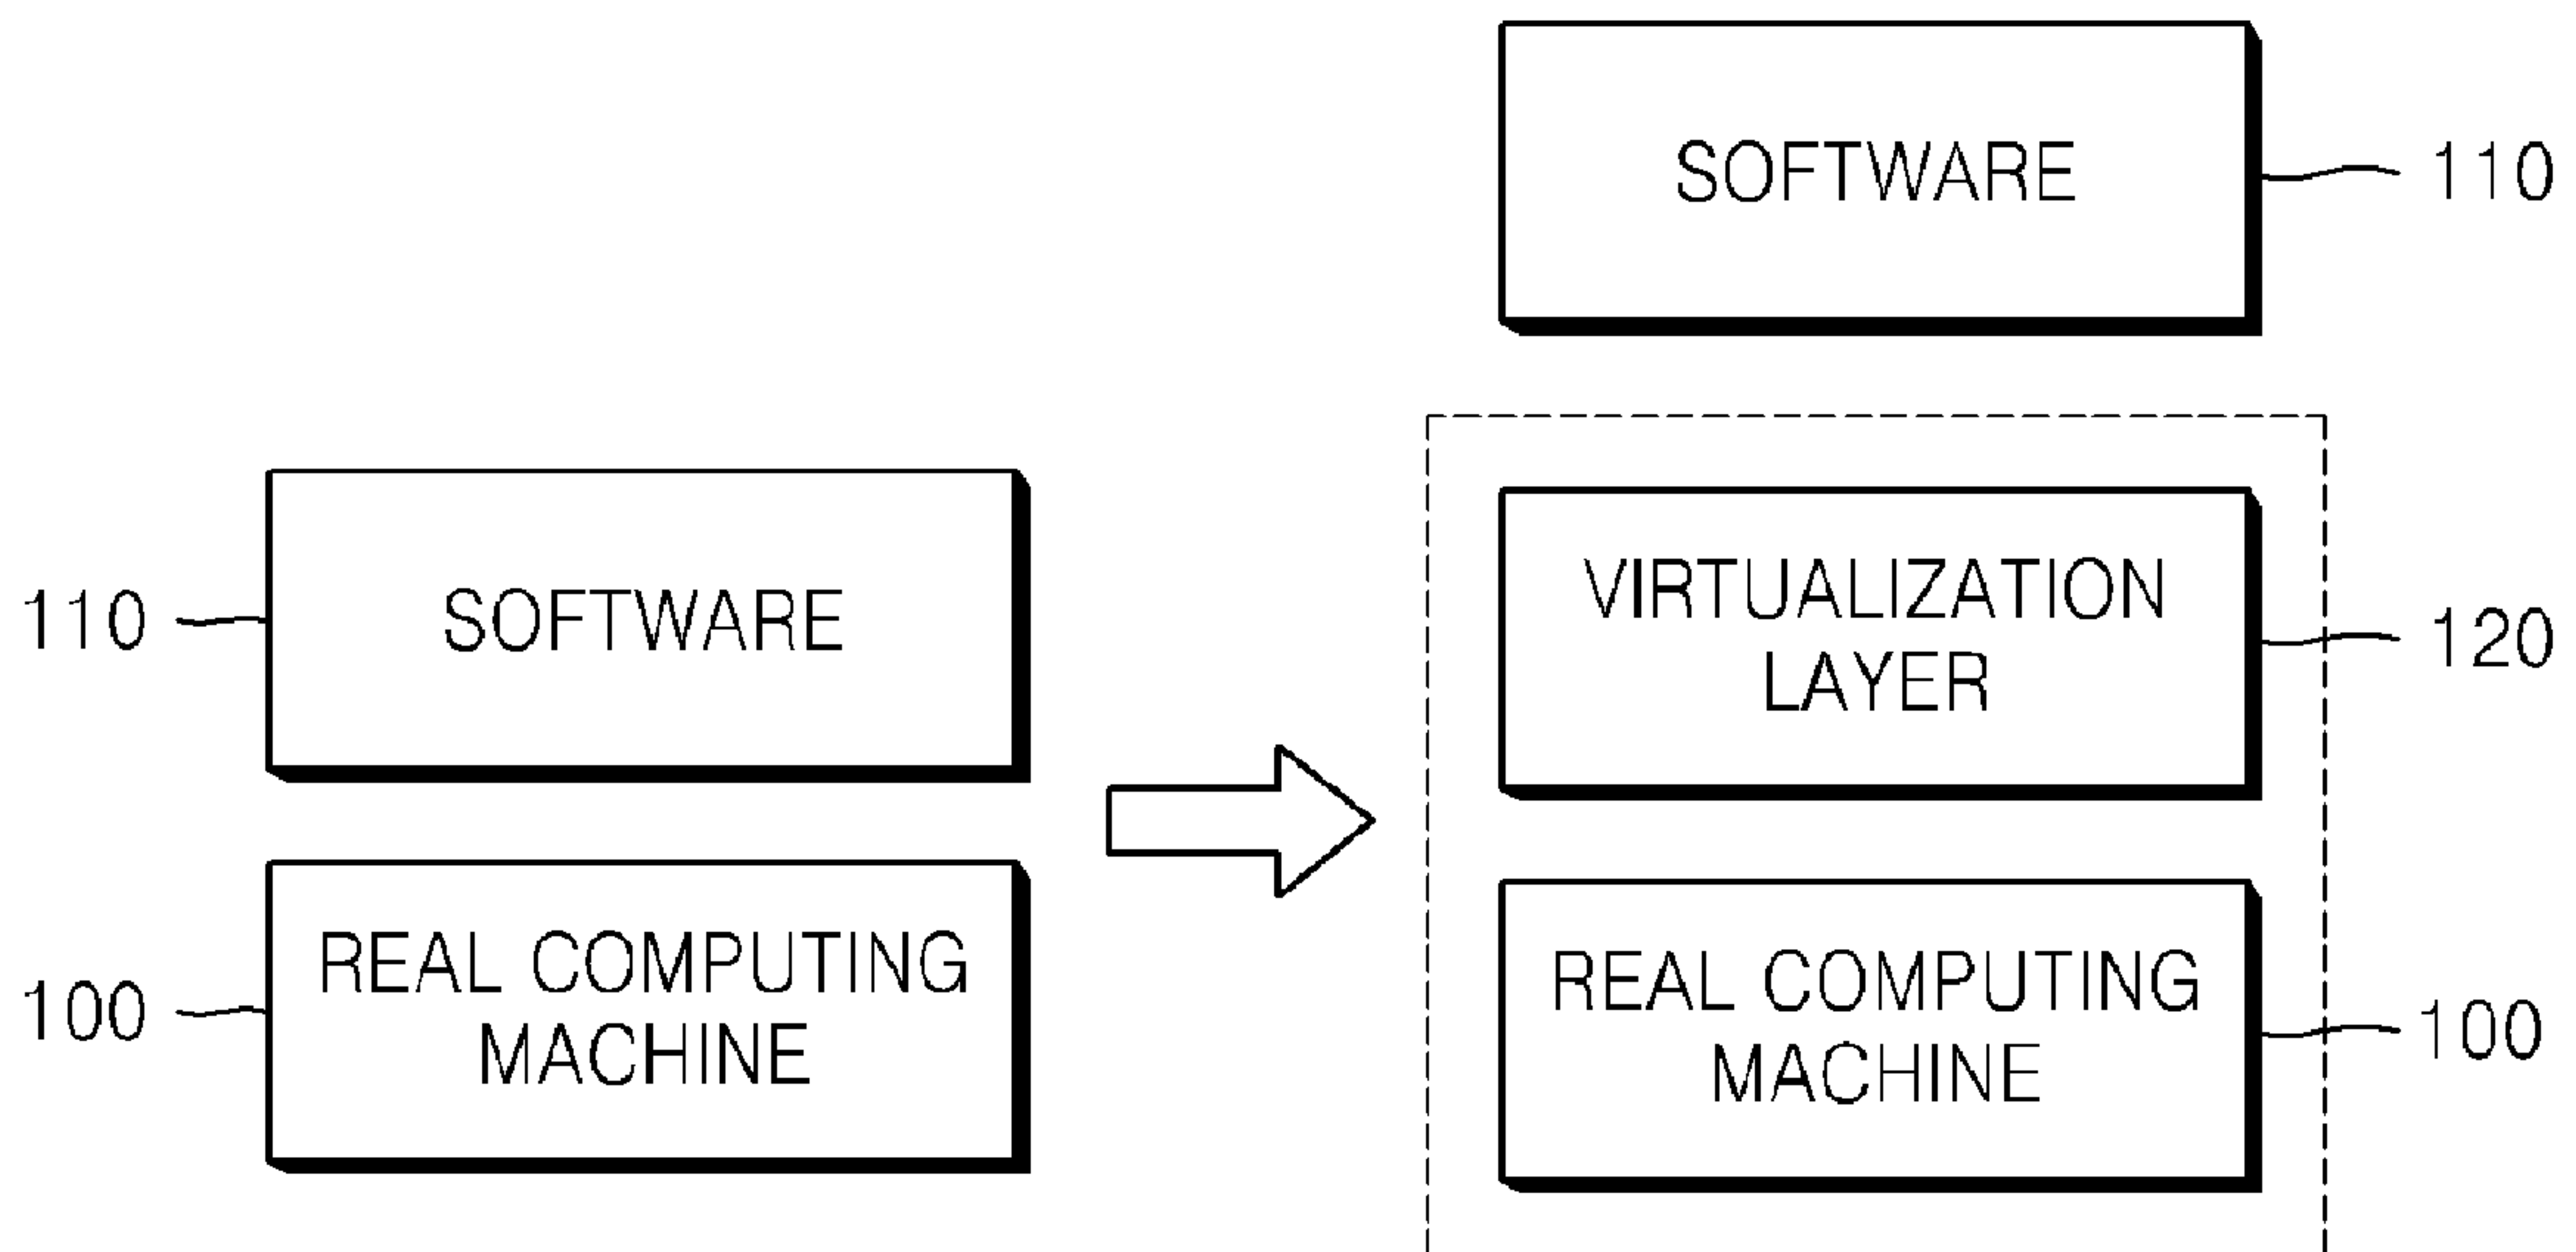 SOFTWARE
110
110
SOFTWARE
REAL COMPUTING
MACHINE
100
VIRTUALIZATION
LAYER
120
REAL COMPUTING
MACHINE
100